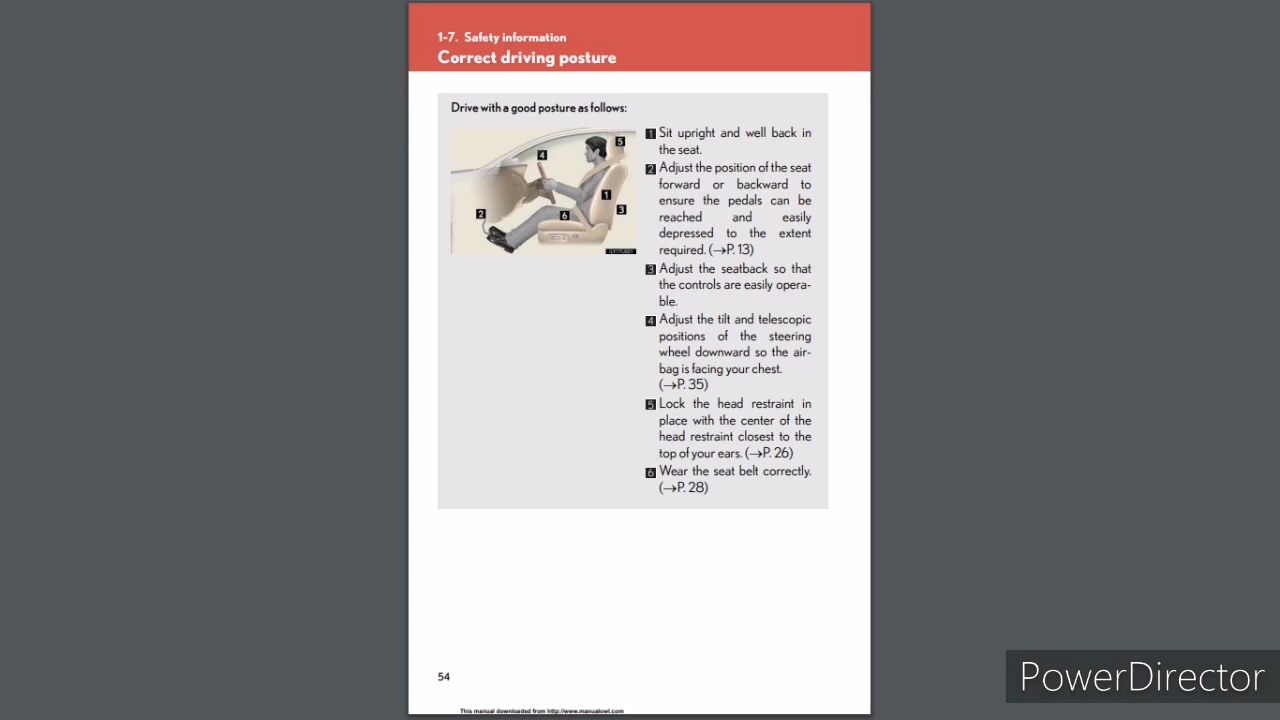 1-7. Safety information
Correct driving posture
Drive with a good posture as follows:
1 Sit upright and well back in
the seat.
2 Adjust the position of the seat
forward or backward to
ensure the pedals can be
reached and easily
depressed to the extent
required. (→P. 13)
3 Adjust the seatback so that
the controls are easily opera-
ble.
4 Adjust the tilt and telescopic
positions of the steering
wheel downward so the air-
bag is facing your chest.
(→P. 35)
5 Lock the head restraint in
place with the center of the
head restraint closest to the
top of your ears. (→P. 26)
6 Wear the seat belt correctly.
(→P. 28)
5
4
1
3
2
6
54
This manual downloaded from http://www.manualowl.com
PowerDirector